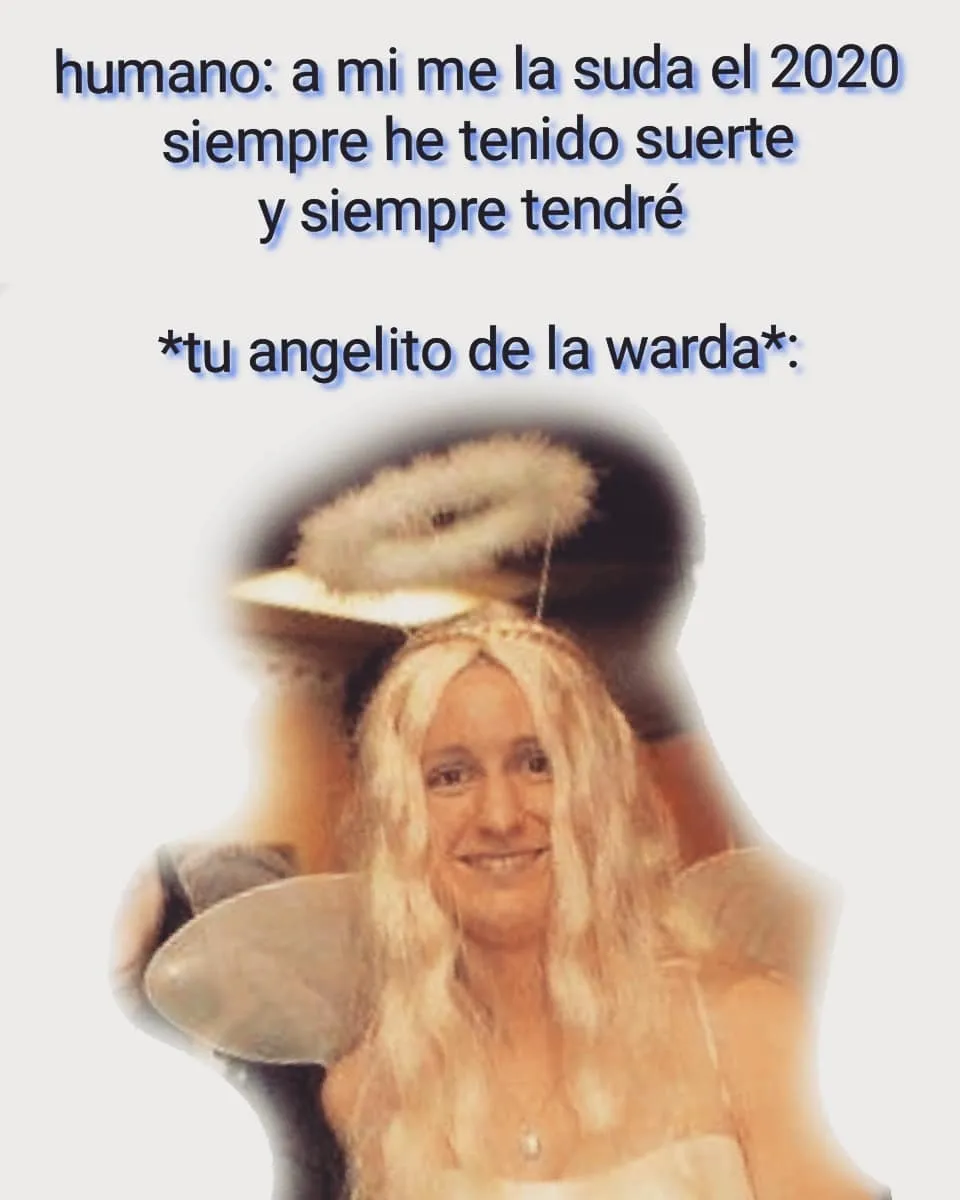 humano: a mi me la suda el 2020
siempre he tenido suerte
y siempre tendré
*tu angelito de la warda*: